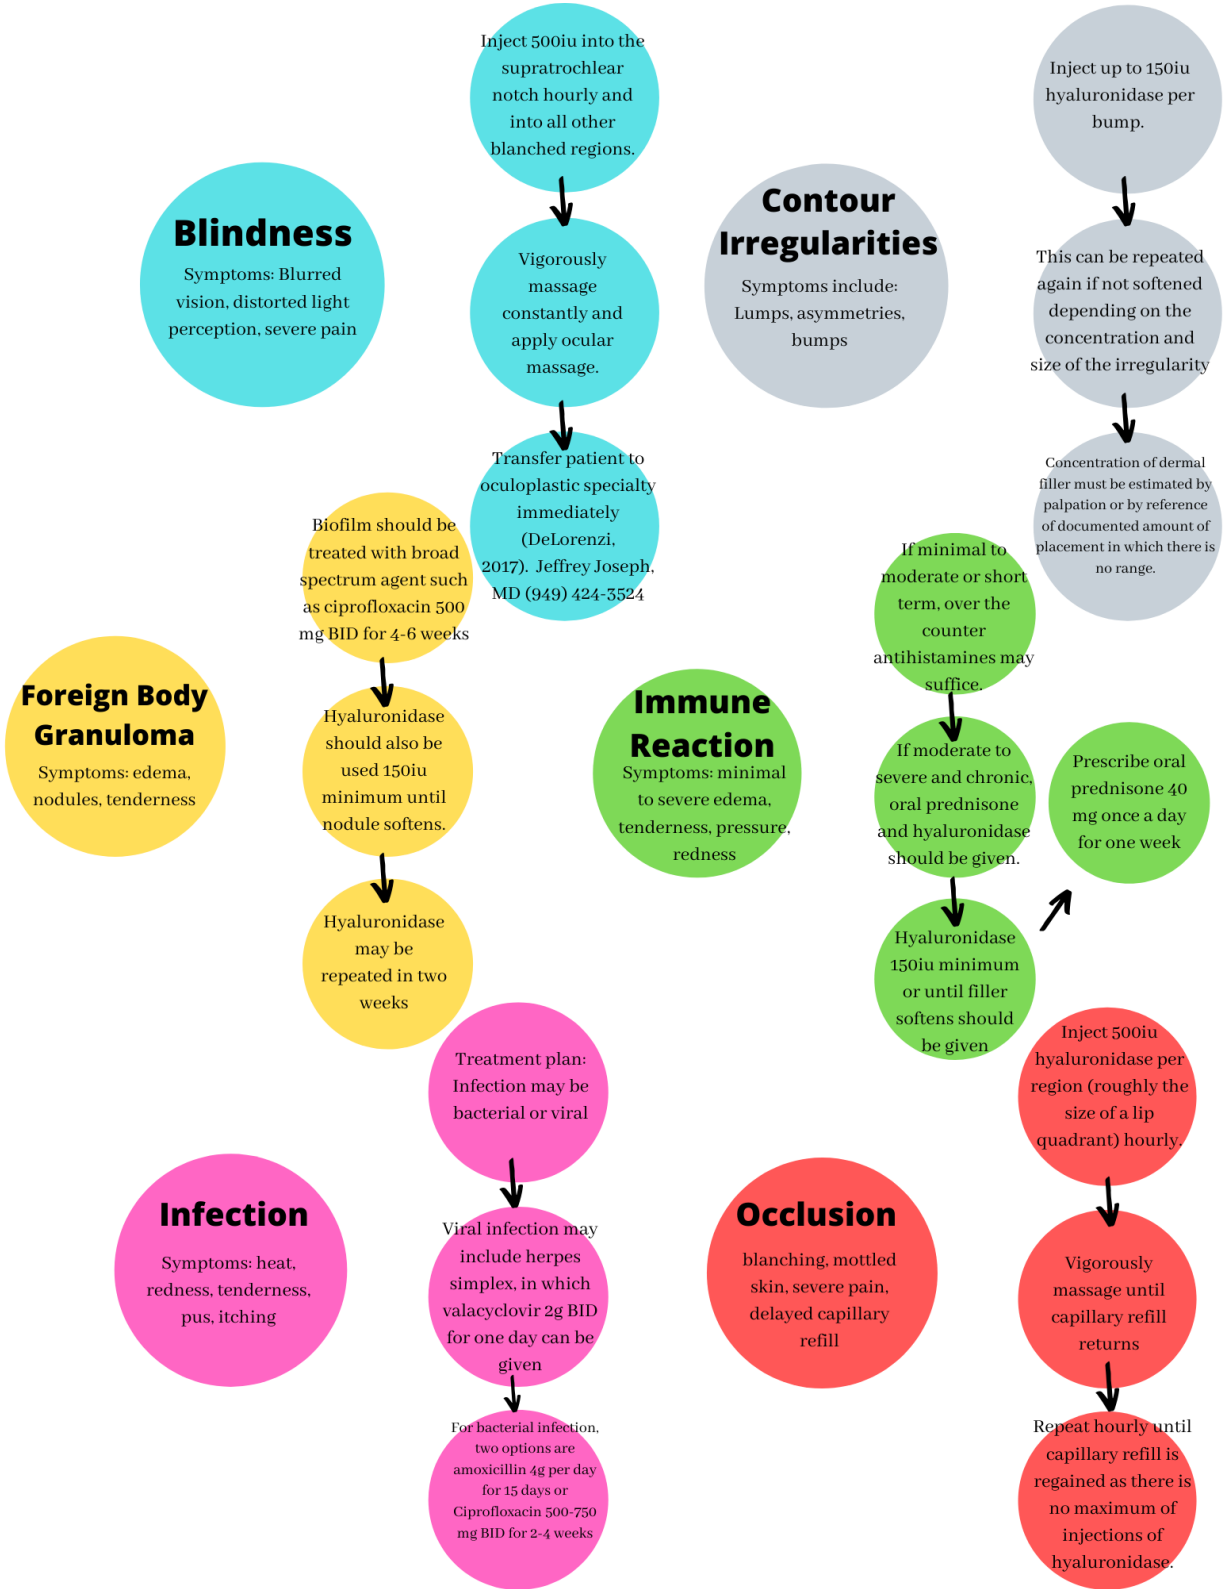 Blindness
Symptoms: Blurred
vision, distorted light
perception, severe pain
Inject 500iu into the
supratrochlear
notch hourly and
into all other
blanched regions.
Vigorously
massage
constantly and
apply ocular
massage.
Transfer patient to
oculoplastic specialty
immediately
(DeLorenzi,
2017).  Jeffrey Joseph,
MD (949) 424-3524
Contour
Irregularities
Symptoms include:
Lumps, asymmetries,
bumps
Inject up to 150iu
hyaluronidase per
bump.
This can be repeated
again if not softened
depending on the
concentration and
size of the irregularity
Concentration of dermal
filler must be estimated by
palpation or by reference
of documented amount of
placement in which there is
no range.
Foreign Body
Granuloma
Symptoms: edema,
nodules, tenderness
Biofilm should be
treated with broad
spectrum agent such
as ciprofloxacin 500
mg BID for 4-6 weeks
Hyaluronidase
should also be
used 150iu
minimum until
nodule softens.
Hyaluronidase
may be
repeated in two
weeks
Immune
Reaction
Symptoms: minimal
to severe edema,
tenderness, pressure,
redness
If minimal to
moderate or short
term, over the
counter
antihistamines may
suffice.
If moderate to
severe and chronic,
oral prednisone
and hyaluronidase
should be given.
Hyaluronidase
150iu minimum
or until filler
softens should
be given
Prescribe oral
prednisone 40
mg once a day
for one week
Infection
Symptoms: heat,
redness, tenderness,
pus, itching
Treatment plan:
Infection may be
bacterial or viral
Viral infection may
include herpes
simplex, in which
valacyclovir 2g BID
for one day can be
given
For bacterial infection,
two options are
amoxicillin 4g per day
for 15 days or
Ciprofloxacin 500-750
mg BID for 2-4 weeks
Occlusion
blanching, mottled
skin, severe pain,
delayed capillary
refill
Inject 500iu
hyaluronidase per
region (roughly the
size of a lip
quadrant) hourly.
Vigorously
massage until
capillary refill
returns
Repeat hourly until
capillary refill is
regained as there is
no maximum of
injections of
hyaluronidase.